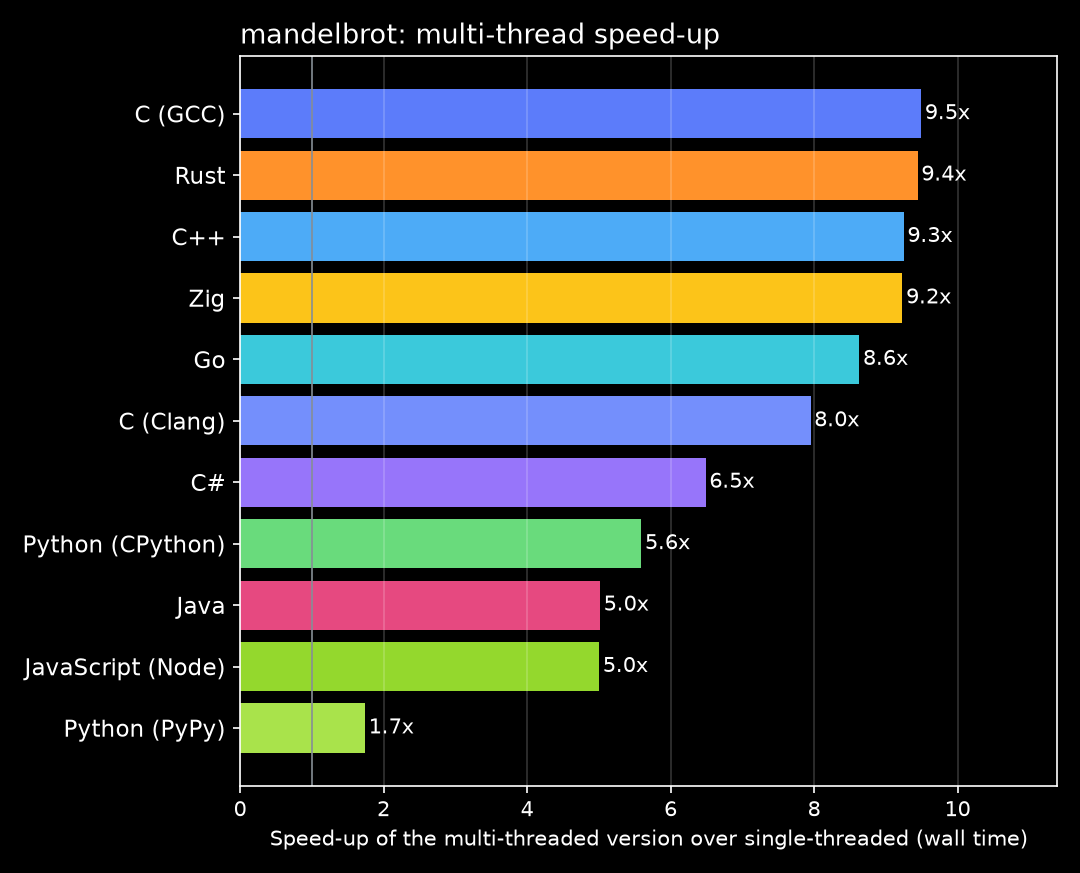 mandelbrot: multi-thread speed-up
C (GCC) 9.5x
Rust 9.4x
C++ 9.3x
Zig 9.2x
Go 8.6x
C (Clang) 8.0x
C# 6.5x
Python (CPython) 5.6x
Java 5.0x
JavaScript (Node) 5.0x
Python (PyPy) 1.7x
0 2 4 6 8 10
Speed-up of the multi-threaded version over single-threaded (wall time)